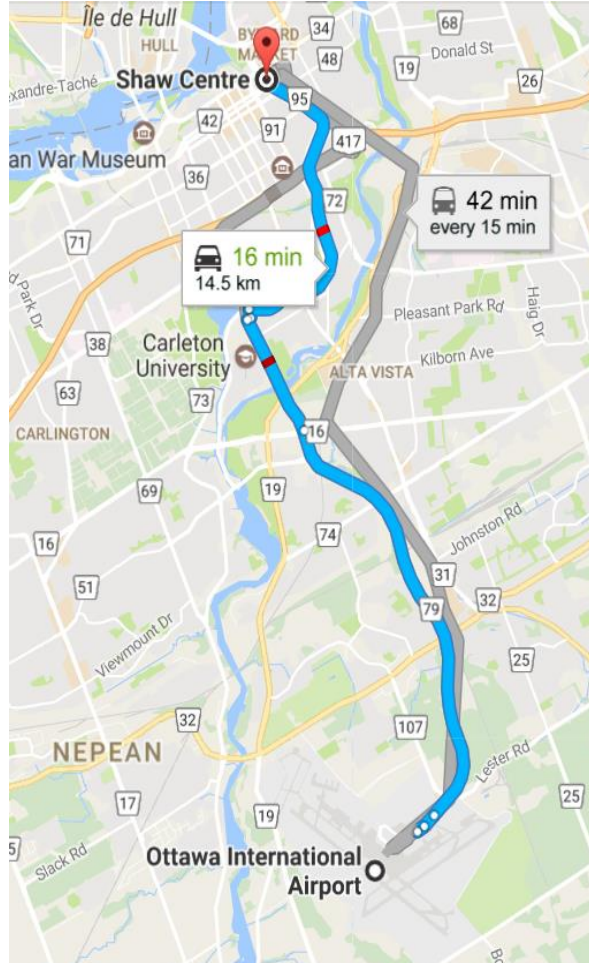 Île de Hull
HULL
34
68
BY
RD
MARKET
48
Donald St
19
26
exandre-Taché
Shaw Centre
95
42
91
417
an War Museum
36
72
42 min
every 15 min
71
16 min
14.5 km
d Park Dr
Pleasant Park Rd
Haig Dr
38
Carleton
University
Kilborn Ave
63
73
ALTA VISTA
CARLINGTON
16
69
19
16
74
Johnston Rd
51
31
79
32
Viewmount Dr
25
32
107
NEPEAN
Lester Rd
17
19
25
5
Slack Rd
Ottawa International
Airport